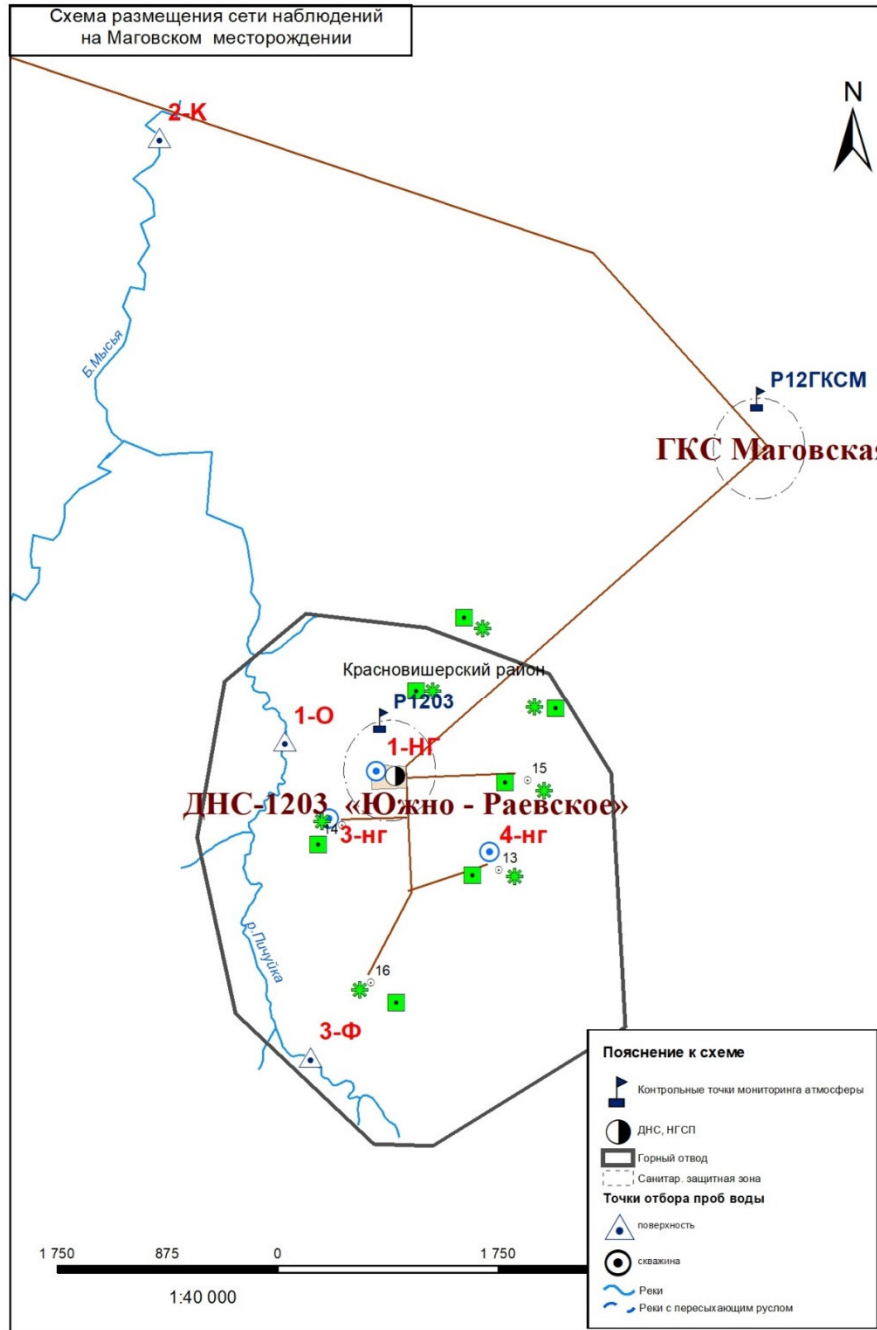 Схема размещения сети наблюдений
на Маговском месторождении
2-К
N
Б.Мысья
Р12ГКСМ
ГКС Маговская
Красновишерский район
Р1203
1-О
1-НГ
15
ДНС-1203 «Южно - Раевское»
14
3-нг
4-нг
13
р.Пичуйка
16
3-Ф
Пояснение к схеме
Контрольные точки мониторинга атмосферы
ДНС, НГСП
Горный отвод
Санитар. защитная зона
Точки отбора проб воды
поверхность
скважина
Реки
Реки с пересыхающим руслом
1 750 875 0 1 750
1:40 000